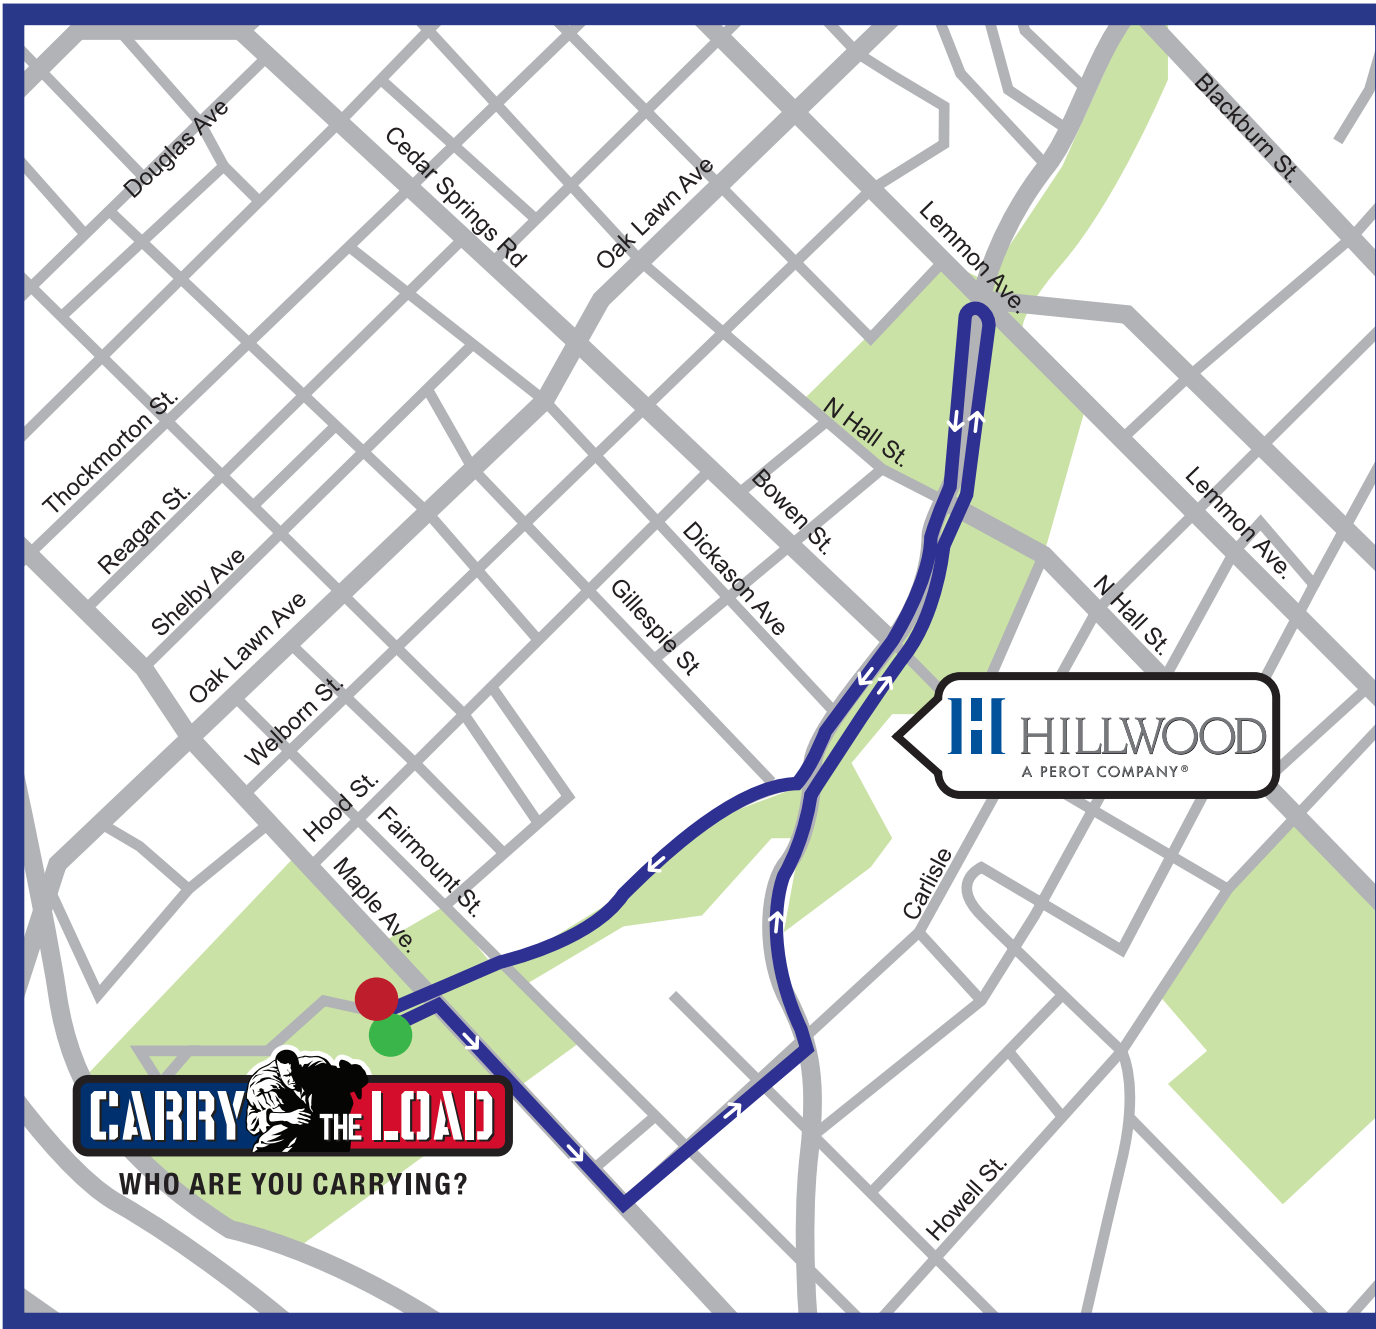 Blackburn St.
Douglas Ave
Cedar Springs Rd
Oak Lawn Ave
Lemmon Ave.
Thockmorton St.
N Hall St.
Bowen St.
Lemmon Ave.
Reagan St.
Dickason Ave
Shelby Ave
Gillespie St
N Hall St.
Oak Lawn Ave
Welborn St.
HILLWOOD
A PEROT COMPANY®
Hood St.
Fairmount St.
Maple Ave.
Carlisle
CARRY THE LOAD
WHO ARE YOU CARRYING?
Howell St.